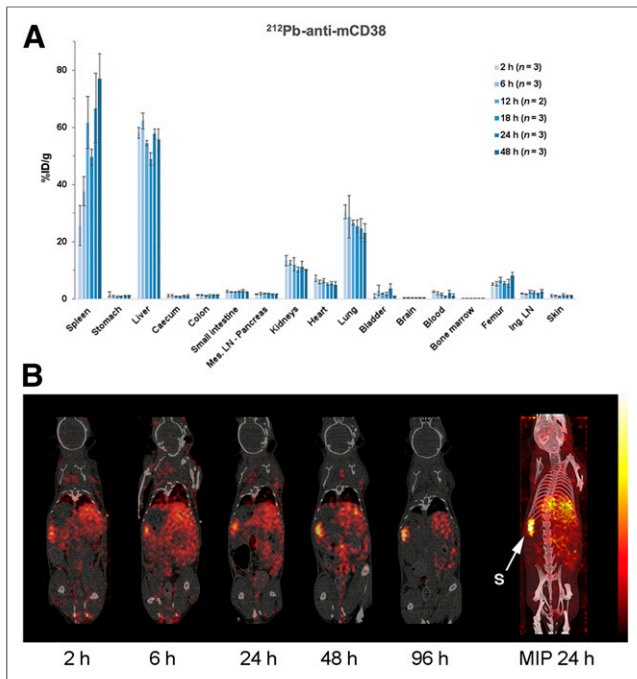 A
²¹²Pb-anti-mCD38
2 h (n = 3)
6 h (n = 3)
12 h (n = 2)
18 h (n = 3)
24 h (n = 3)
48 h (n = 3)
%ID/g
80
60
40
20
0
Spleen
Stomach
Liver
Caecum
Colon
Small intestine
Mes. LN - Pancreas
Kidneys
Heart
Lung
Bladder
Brain
Blood
Bone marrow
Femur
Ing. LN
Skin
B
S
2 h 6 h 24 h 48 h 96 h MIP 24 h